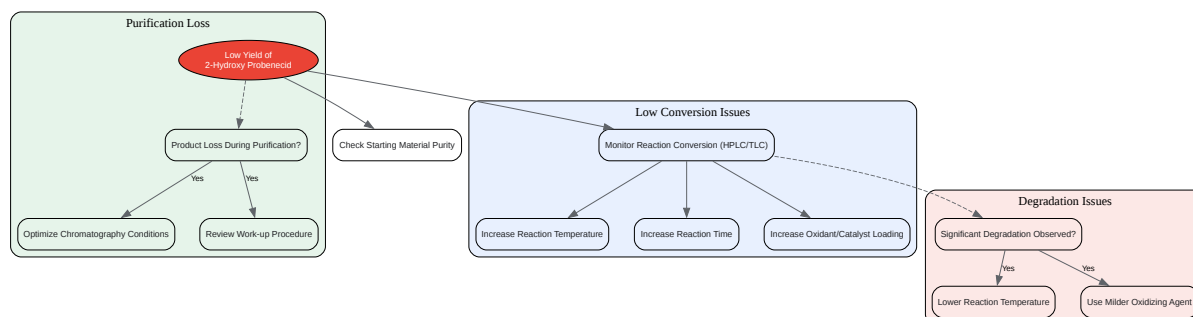 Purification Loss
Low Yield of
2-Hydroxy Probenecid
Low Conversion Issues
Product Loss During Purification?
Check Starting Material Purity
Monitor Reaction Conversion (HPLC/TLC)
Yes
Yes
Degradation Issues
Optimize Chromatography Conditions
Review Work-up Procedure
Increase Reaction Temperature
Increase Reaction Time
Increase Oxidant/Catalyst Loading
Significant Degradation Observed?
Yes
Yes
Lower Reaction Temperature
Use Milder Oxidizing Agent